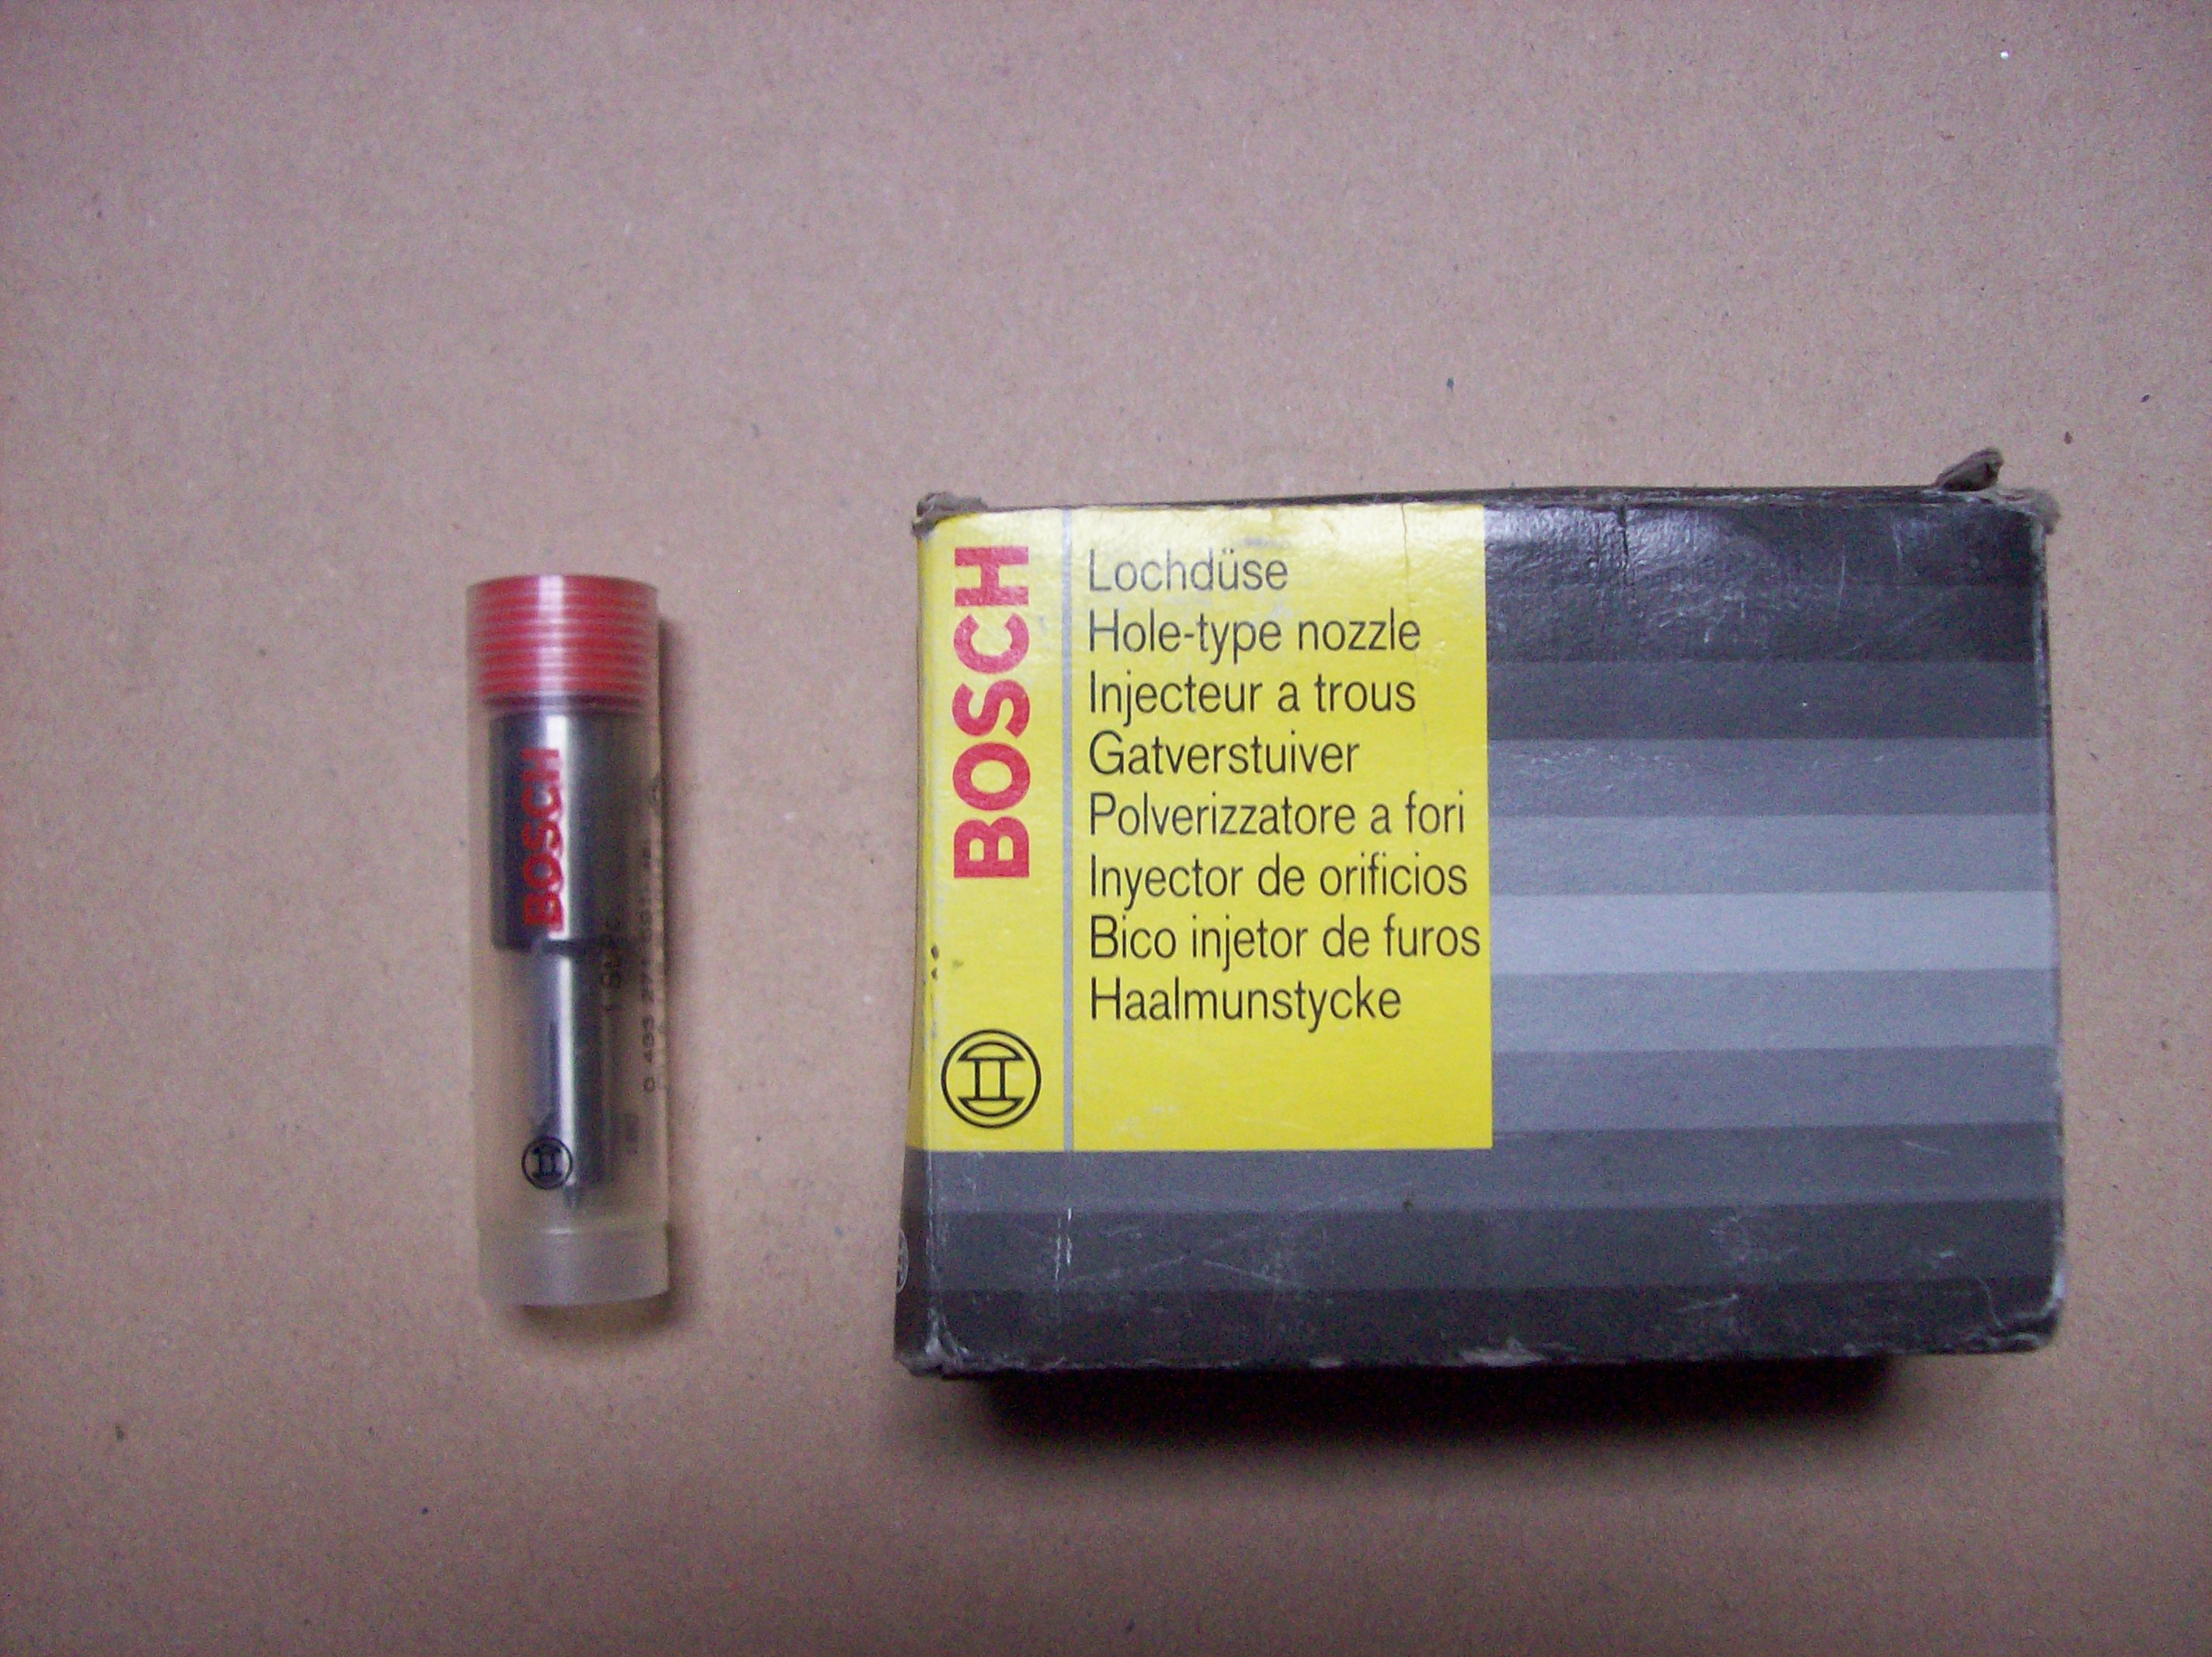 BOSCH
BOSCH
Lochdüse
Hole-type nozzle
Injecteur a trous
Gatverstuiver
Polverizzatore a fori
Inyector de orificios
Bico injetor de furos
Haalmunstycke